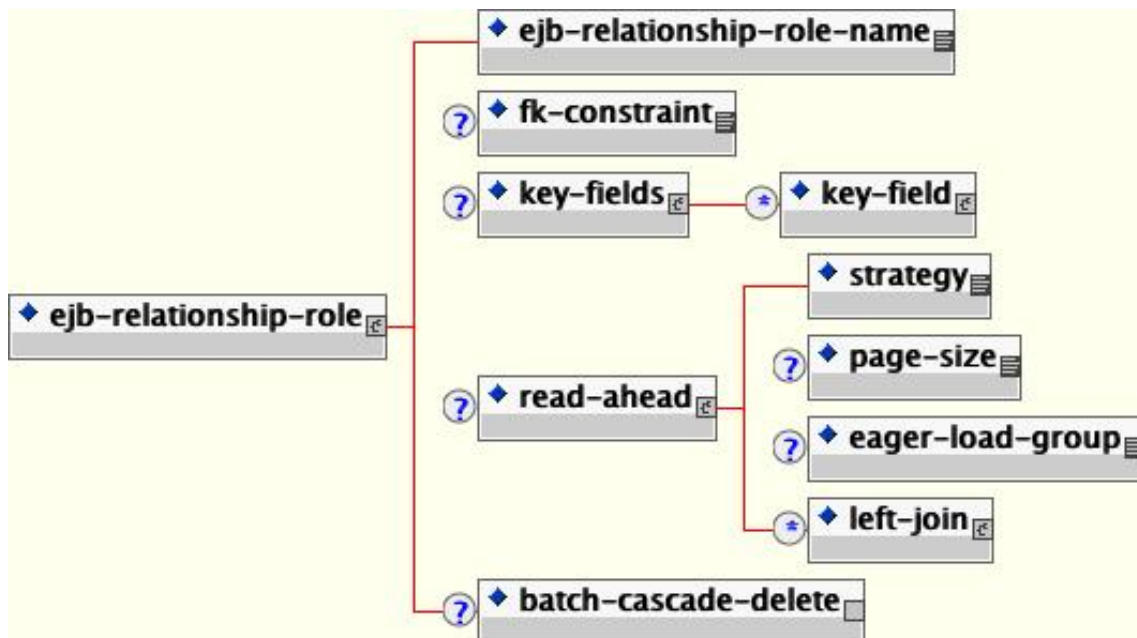 ejb-relationship-role-name
? fk-constraint
? key-fields
* key-field
strategy
ejb-relationship-role
? page-size
? read-ahead
? eager-load-group
* left-join
? batch-cascade-delete